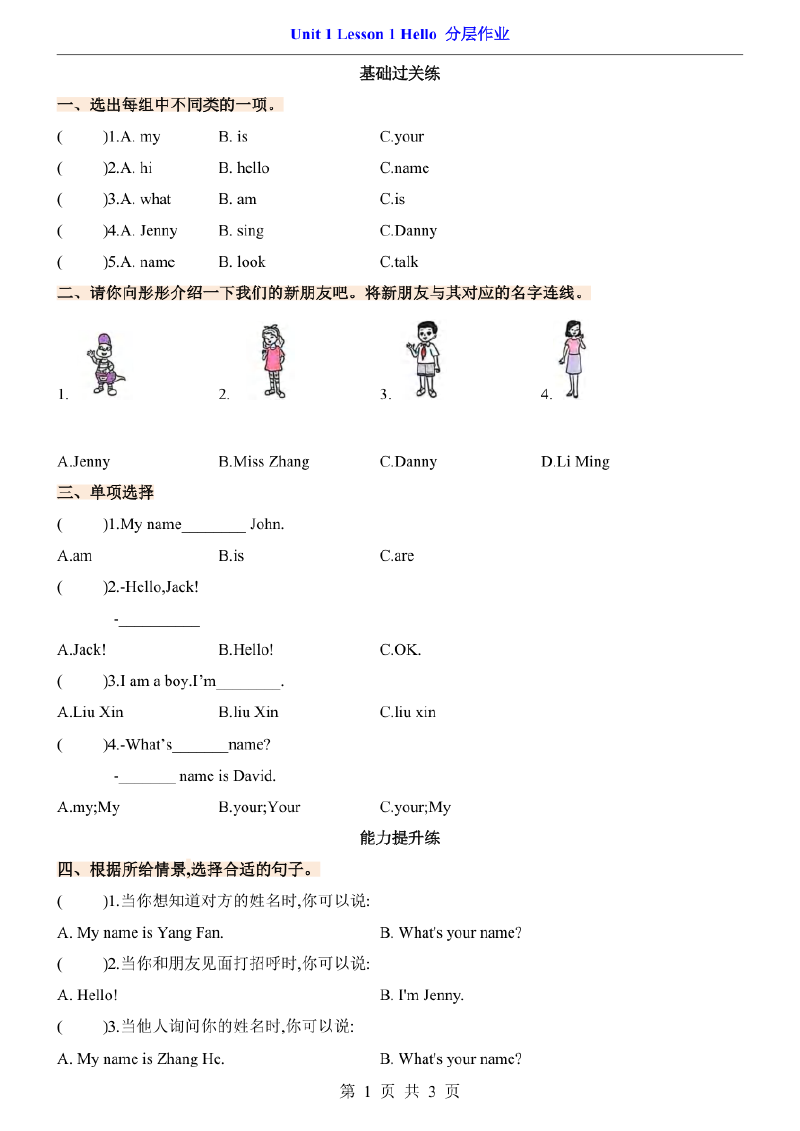 Unit 1 Lesson 1 Hello 分层作业
基础过关练
一、选出每组中不同类的一项。
(    )1.A. my    B. is    C.your
(    )2.A. hi    B. hello    C.name
(    )3.A. what    B. am    C.is
(    )4.A. Jenny    B. sing    C.Danny
(    )5.A. name    B. look    C.talk
二、请你向彤彤介绍一下我们的新朋友吧。将新朋友与其对应的名字连线。
1.    2.    3.    4.
A.Jenny    B.Miss Zhang    C.Danny    D.Li Ming
三、单项选择
(    )1.My name________ John.
A.am    B.is    C.are
(    )2.-Hello,Jack!
-__________
A.Jack!    B.Hello!    C.OK.
(    )3.I am a boy.I’m________.
A.Liu Xin    B.liu Xin    C.liu xin
(    )4.-What’s_______name?
-_______ name is David.
A.my;My    B.your;Your    C.your;My
能力提升练
四、根据所给情景,选择合适的句子。
(    )1.当你想知道对方的姓名时,你可以说:
A. My name is Yang Fan.    B. What's your name?
(    )2.当你和朋友见面打招呼时,你可以说:
A. Hello!    B. I'm Jenny.
(    )3.当他人询问你的姓名时,你可以说:
A. My name is Zhang He.    B. What's your name?
第 1 页 共 3 页